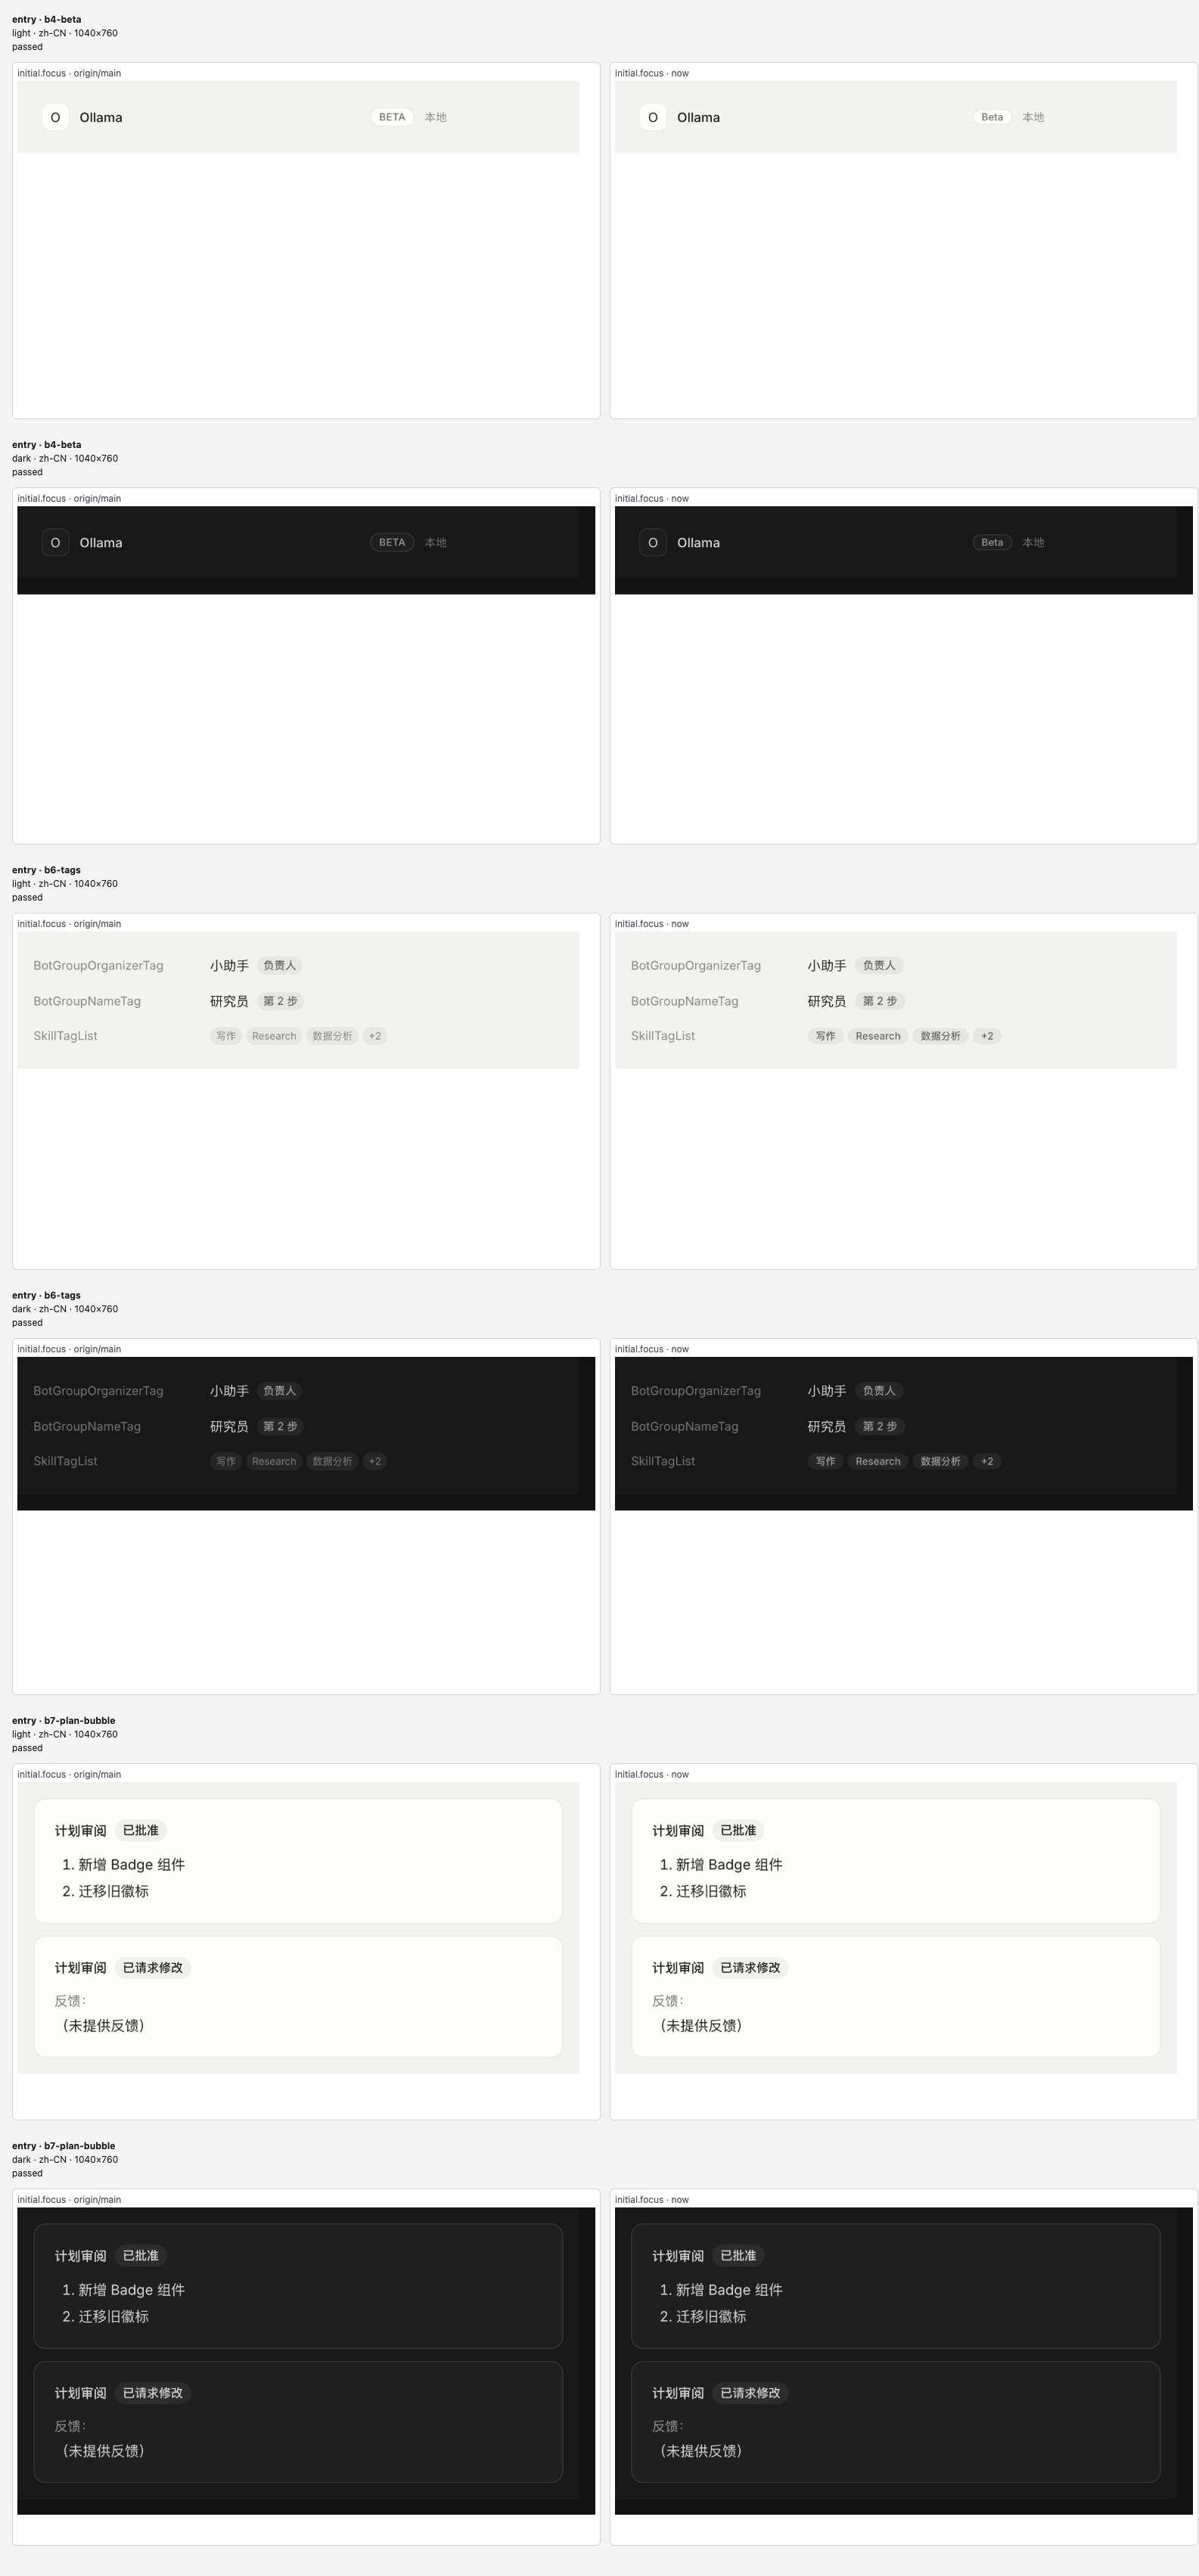 entry · b4-beta
light · zh-CN · 1040×760
passed
initial.focus · origin/main
O Ollama BETA 本地
initial.focus · now
O Ollama Beta 本地
entry · b4-beta
dark · zh-CN · 1040×760
passed
initial.focus · origin/main
O Ollama BETA 本地
initial.focus · now
O Ollama Beta 本地
entry · b6-tags
light · zh-CN · 1040×760
passed
initial.focus · origin/main
BotGroupOrganizerTag 小助手 负责人
BotGroupNameTag 研究员 第 2 步
SkillTagList 写作 Research 数据分析 +2
initial.focus · now
BotGroupOrganizerTag 小助手 负责人
BotGroupNameTag 研究员 第 2 步
SkillTagList 写作 Research 数据分析 +2
entry · b6-tags
dark · zh-CN · 1040×760
passed
initial.focus · origin/main
BotGroupOrganizerTag 小助手 负责人
BotGroupNameTag 研究员 第 2 步
SkillTagList 写作 Research 数据分析 +2
initial.focus · now
BotGroupOrganizerTag 小助手 负责人
BotGroupNameTag 研究员 第 2 步
SkillTagList 写作 Research 数据分析 +2
entry · b7-plan-bubble
light · zh-CN · 1040×760
passed
initial.focus · origin/main
计划审阅 已批准
1. 新增 Badge 组件
2. 迁移旧徽标
计划审阅 已请求修改
反馈：
（未提供反馈）
initial.focus · now
计划审阅 已批准
1. 新增 Badge 组件
2. 迁移旧徽标
计划审阅 已请求修改
反馈：
（未提供反馈）
entry · b7-plan-bubble
dark · zh-CN · 1040×760
passed
initial.focus · origin/main
计划审阅 已批准
1. 新增 Badge 组件
2. 迁移旧徽标
计划审阅 已请求修改
反馈：
（未提供反馈）
initial.focus · now
计划审阅 已批准
1. 新增 Badge 组件
2. 迁移旧徽标
计划审阅 已请求修改
反馈：
（未提供反馈）